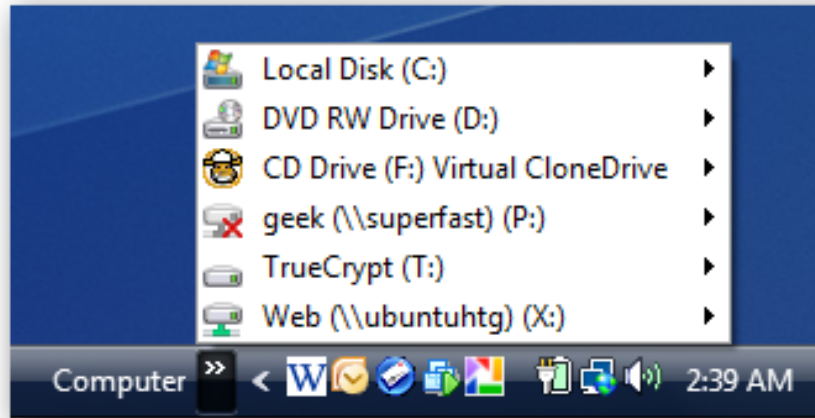 Local Disk (C:)
DVD RW Drive (D:)
CD Drive (F:) Virtual CloneDrive
geek (\\superfast) (P:)
TrueCrypt (T:)
Web (\\ubuntuhtg) (X:)
Computer » < W 2:39 AM